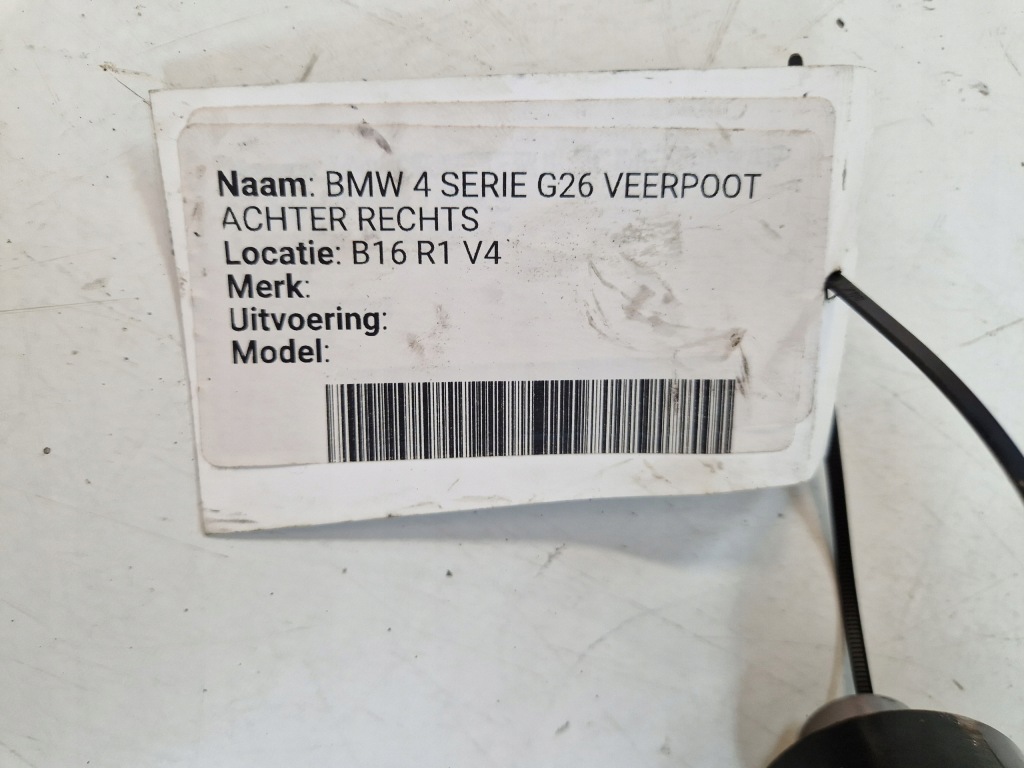 Naam: BMW 4 SERIE G26 VEERPOOT
ACHTER RECHTS
Locatie: B16 R1 V4
Merk:
Uitvoering:
Model: